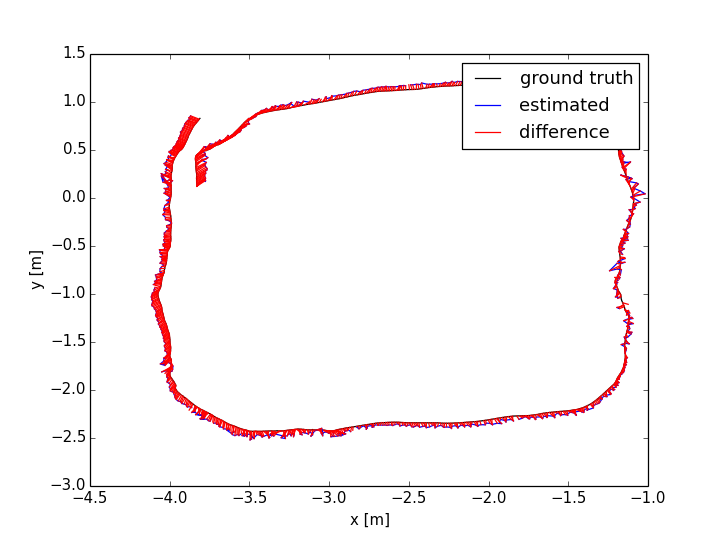 1.5
1.0
0.5
0.0
−0.5
−1.0
−1.5
−2.0
−2.5
−3.0
y [m]
ground truth
estimated
difference
−4.5 −4.0 −3.5 −3.0 −2.5 −2.0 −1.5 −1.0
x [m]